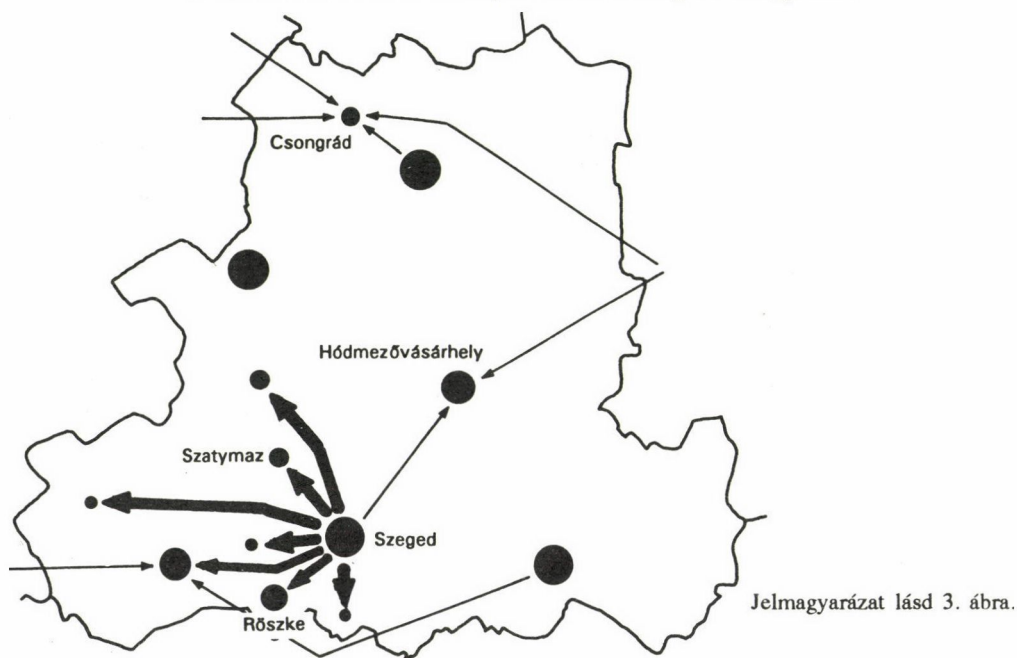 Csongrád
Hódmezővásárhely
Szatymaz
Szeged
Röszke
Jelmagyarázat lásd 3. ábra.